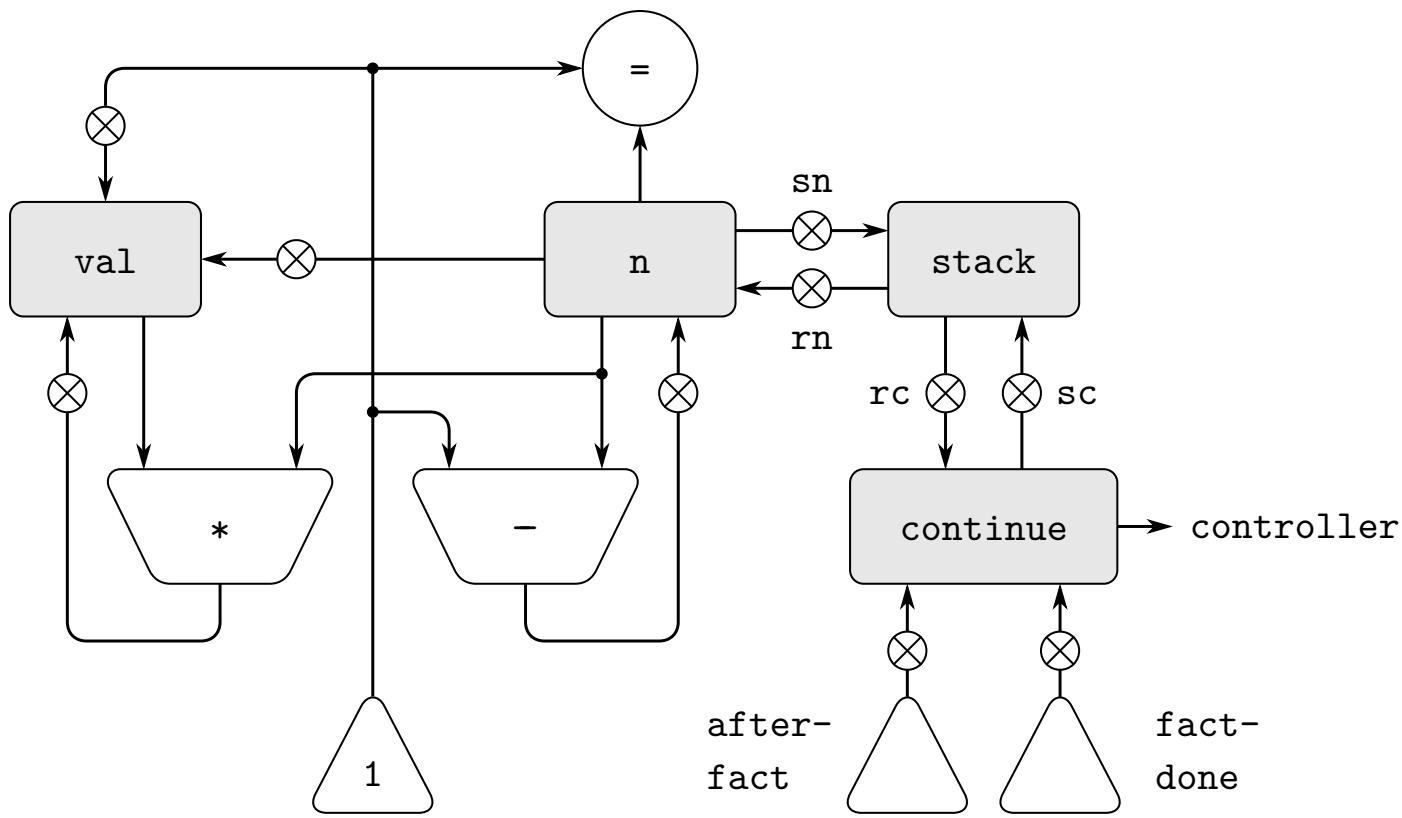 =
sn
val
n
stack
rn
rc
sc
*
–
continue
controller
after-
fact
fact-
done
1